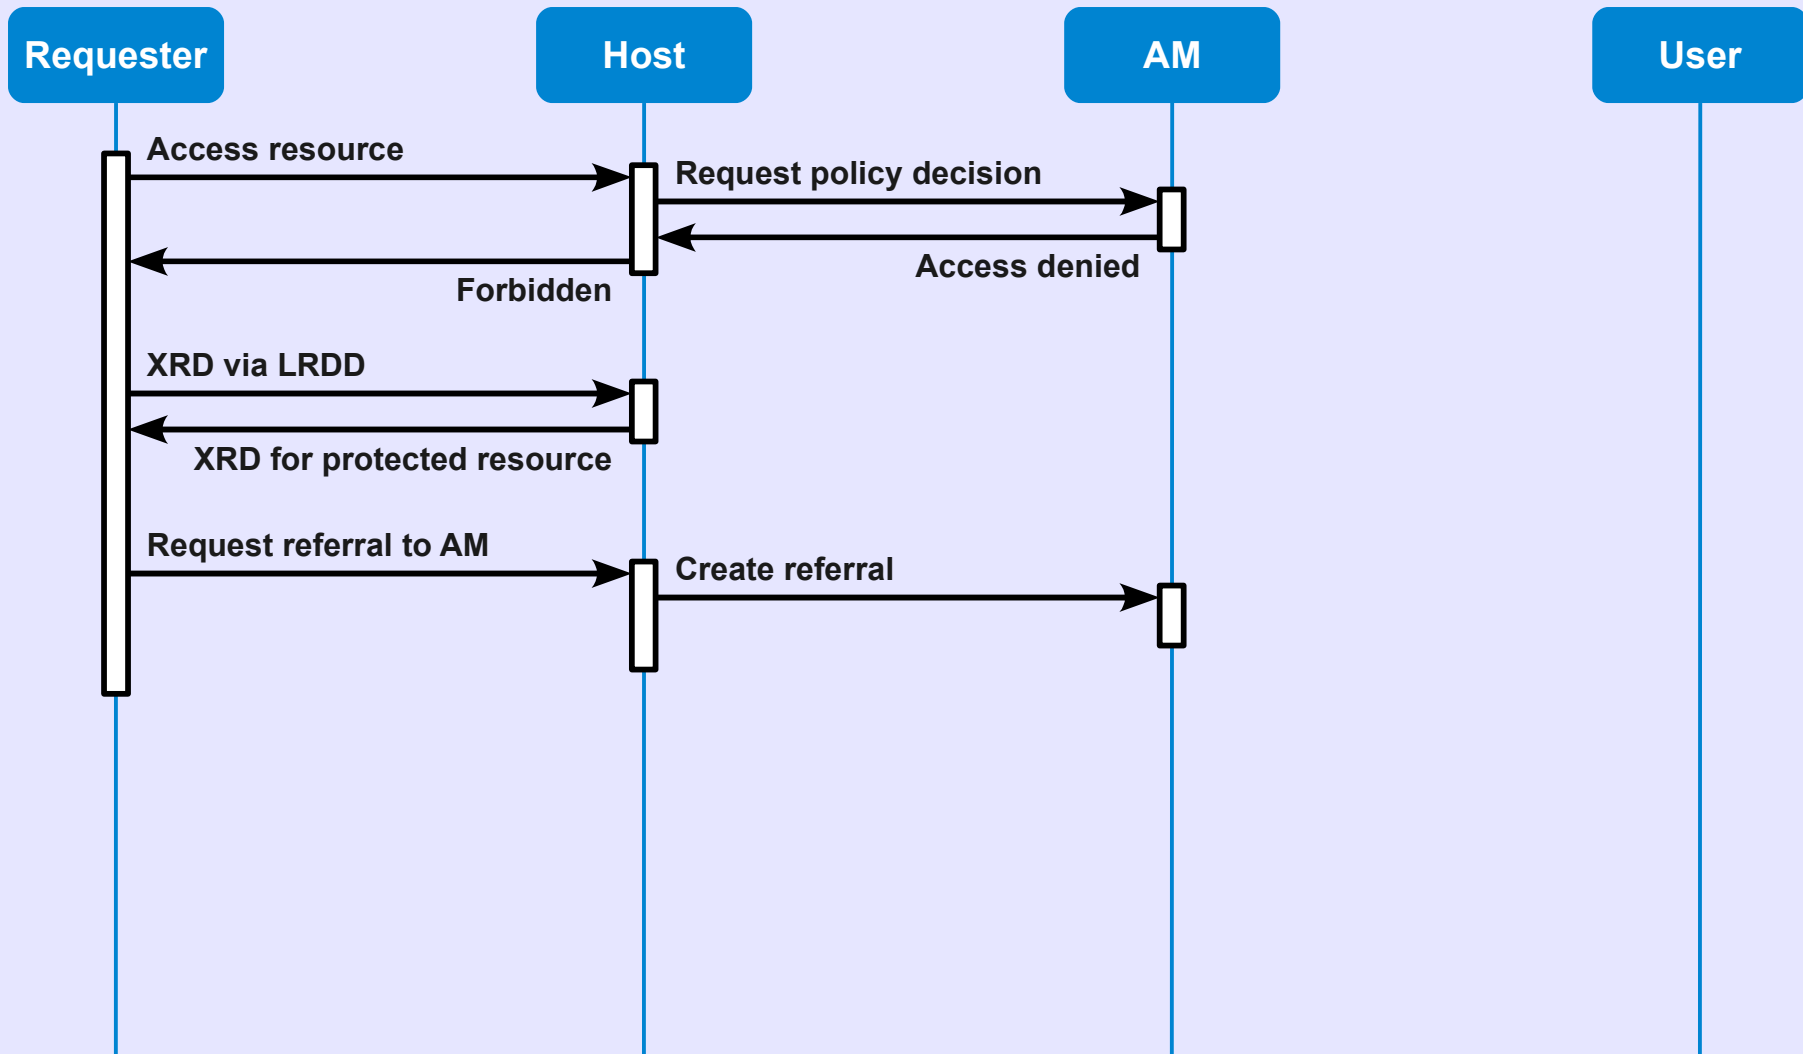 Requester
Host
AM
User
Access resource
Request policy decision
Access denied
Forbidden
XRD via LRDD
XRD for protected resource
Request referral to AM
Create referral